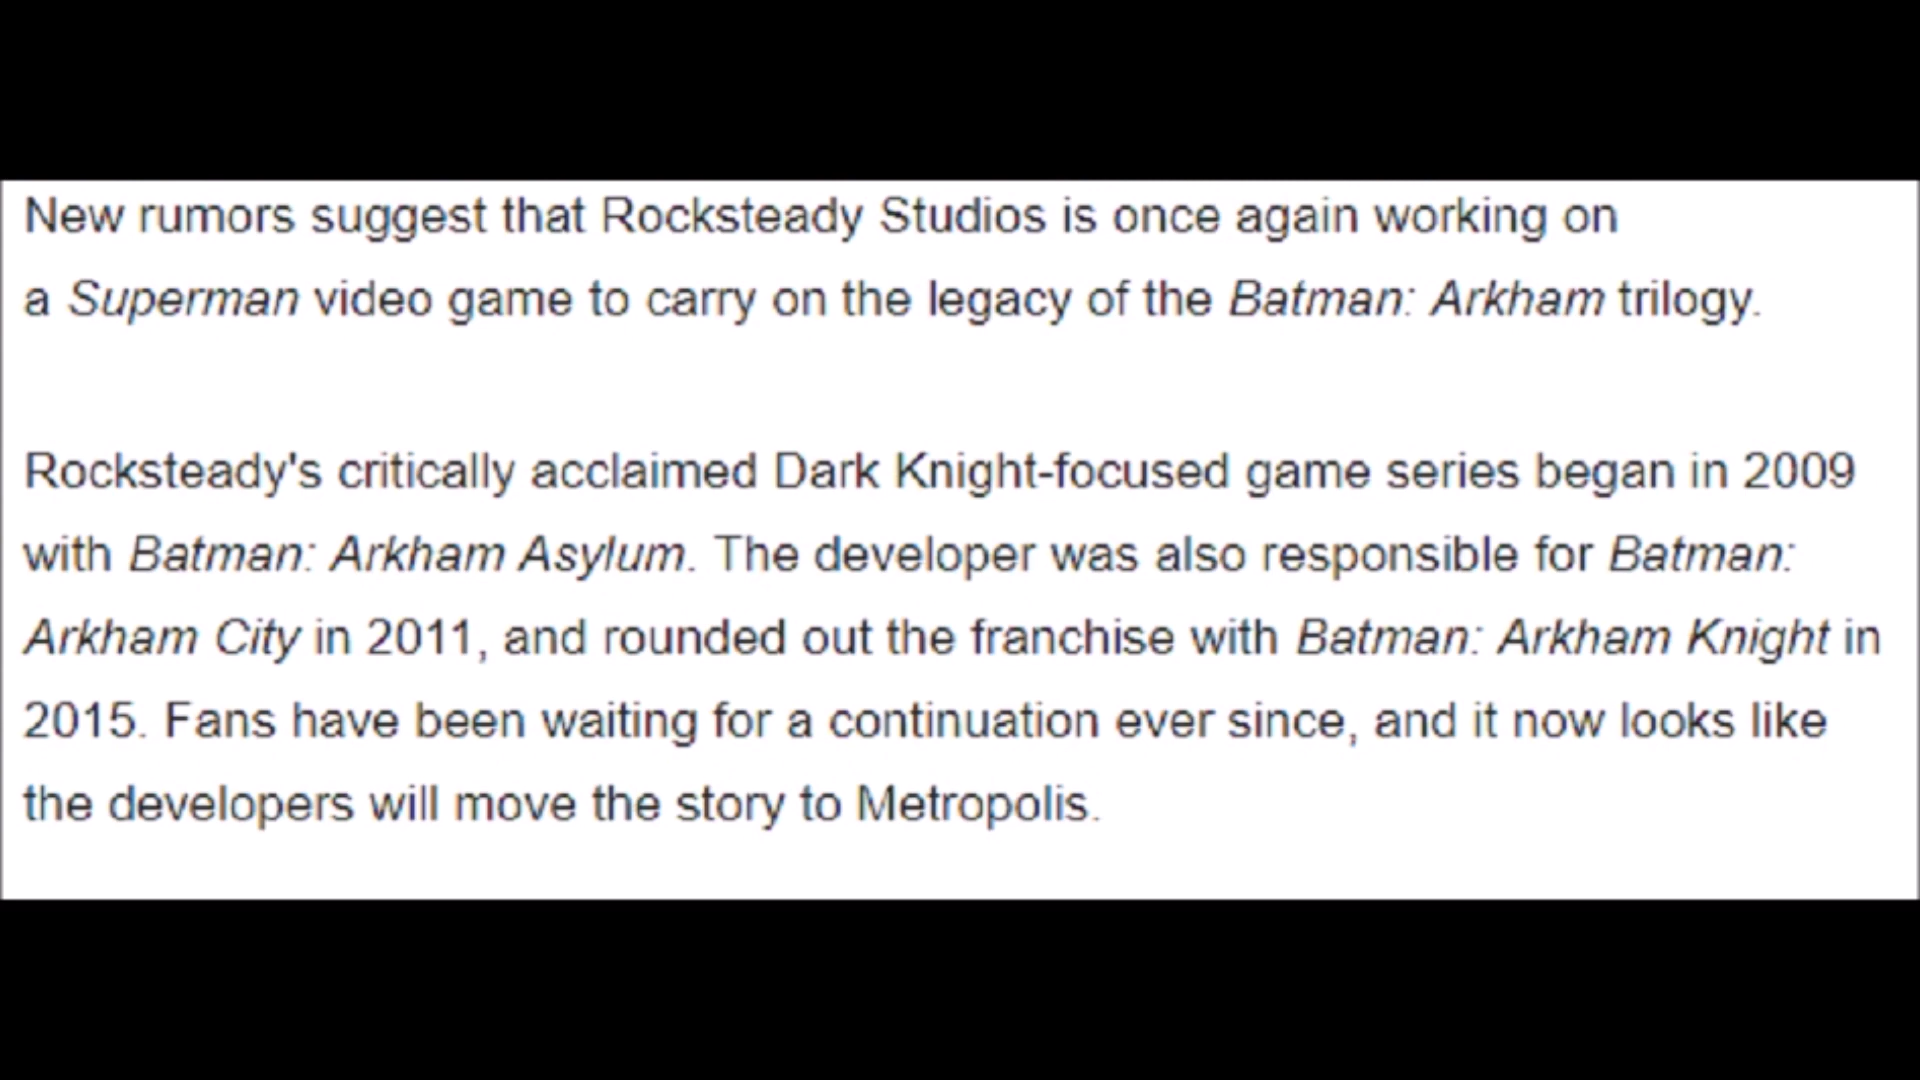 New rumors suggest that Rocksteady Studios is once again working on
a Superman video game to carry on the legacy of the Batman: Arkham trilogy.
Rocksteady's critically acclaimed Dark Knight-focused game series began in 2009
with Batman: Arkham Asylum. The developer was also responsible for Batman:
Arkham City in 2011, and rounded out the franchise with Batman: Arkham Knight in
2015. Fans have been waiting for a continuation ever since, and it now looks like
the developers will move the story to Metropolis.